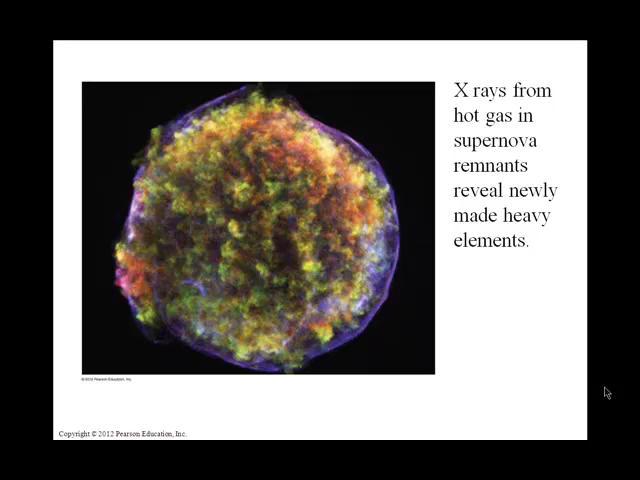 X rays from
hot gas in
supernova
remnants
reveal newly
made heavy
elements.
© 2012 Pearson Education, Inc.
Copyright © 2012 Pearson Education, Inc.